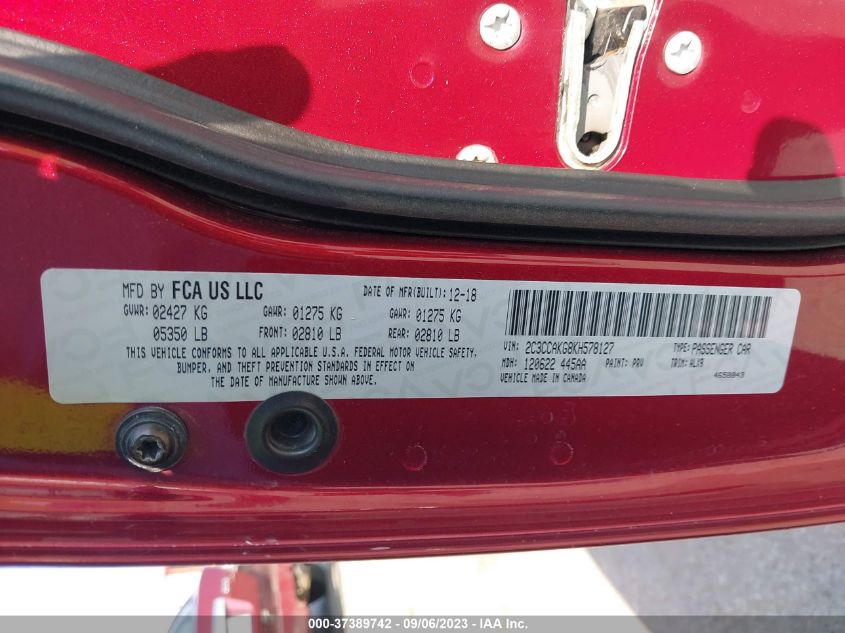 MFD BY FCA US LLC
DATE OF MFR(BUILT): 12-18
GVWR: 02427 KG GAWR: 01275 KG GAWR: 01275 KG
05350 LB FRONT: 02810 LB REAR: 02810 LB
THIS VEHICLE CONFORMS TO ALL APPLICABLE U.S.A. FEDERAL MOTOR VEHICLE SAFETY,
BUMPER, AND THEFT PREVENTION STANDARDS IN EFFECT ON
THE DATE OF MANUFACTURE SHOWN ABOVE.
VIN: 2C3CCAKG8KH578127 TYPE: PASSENGER CAR
MDH: 120622 445AA PAINT: PRV TRIM: ALX9
VEHICLE MADE IN CANADA 4658843
000-37389742 - 09/06/2023 - IAA Inc.